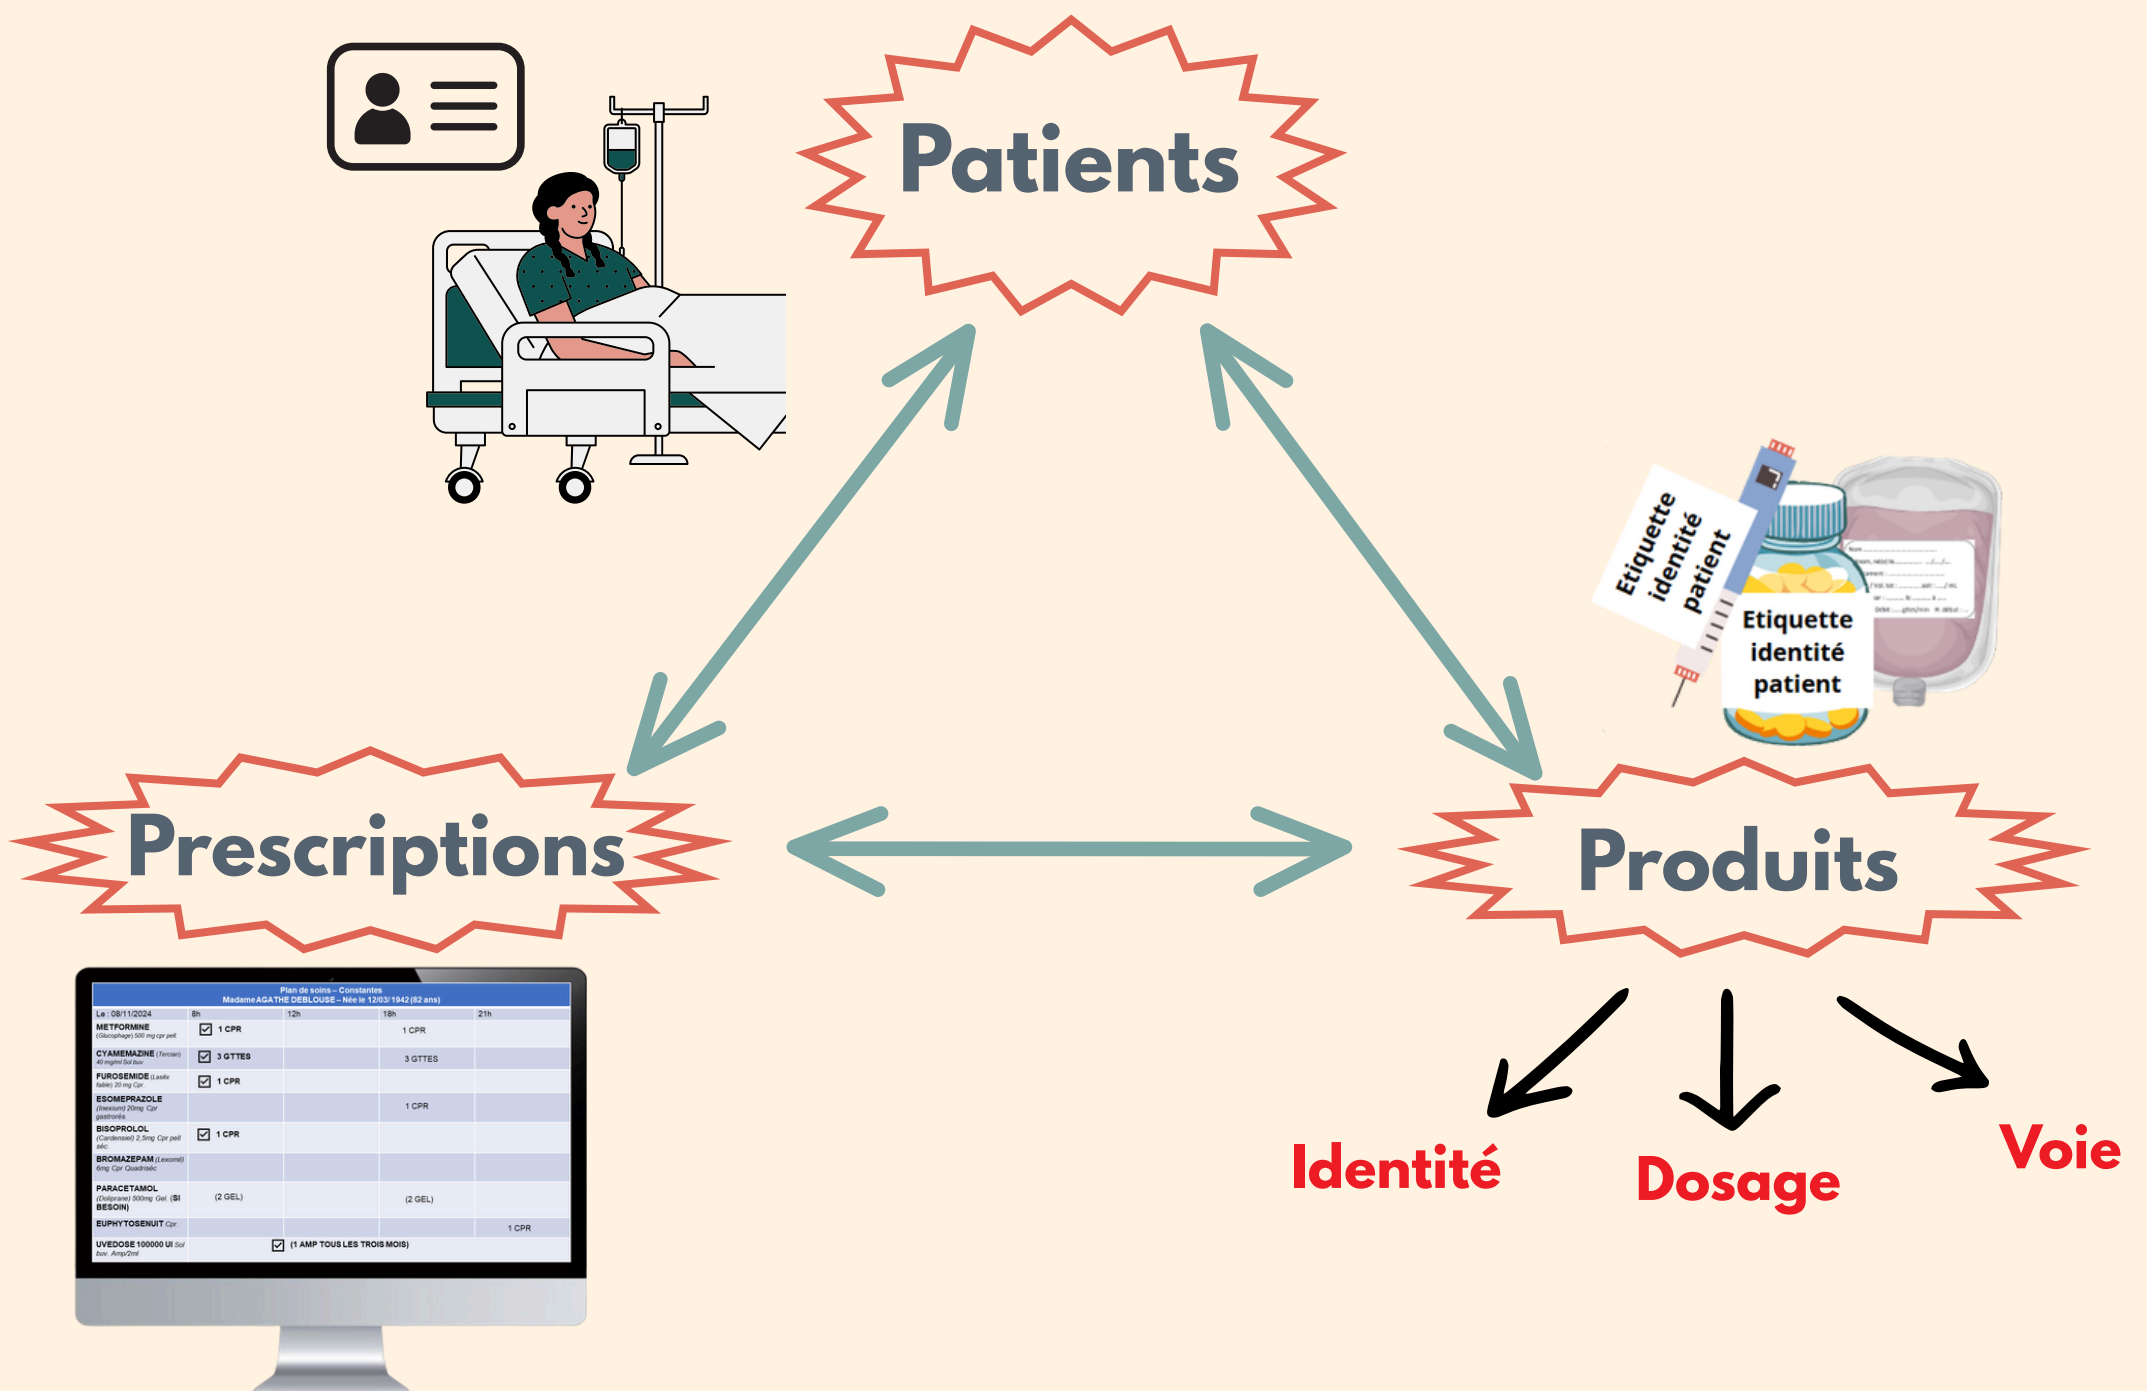 Patients
Etiquette
identité
patient
Etiquette
identité
patient
Prescriptions
Produits
Identité
Dosage
Voie
Plan de soins – Constantes
Madame AGATHE DEBLOUSE – Née le 12/03/1942 (82 ans)
Le : 08/11/2024 8h 12h 18h 21h
METFORMINE
(Glucophage) 500 mg cpr pell
1 CPR 1 CPR
CYAMEMAZINE (Tercian)
40 mg/ml Sol buv.
3 GTTES 3 GTTES
FUROSEMIDE (Lasilix
faible) 20 mg Cpr.
1 CPR
ESOMEPRAZOLE
(Inexium) 20mg Cpr
gastrorés.
1 CPR
BISOPROLOL
(Cardensiel) 2,5mg Cpr pell
séc.
1 CPR
BROMAZEPAM (Lexomil)
6mg Cpr Quadriséc
PARACETAMOL
(Doliprane) 500mg Gel. (SI
BESOIN)
(2 GEL) (2 GEL)
EUPHYTOSENUIT Cpr.
1 CPR
UVEDOSE 100000 UI Sol
buv. Amp/2ml
(1 AMP TOUS LES TROIS MOIS)